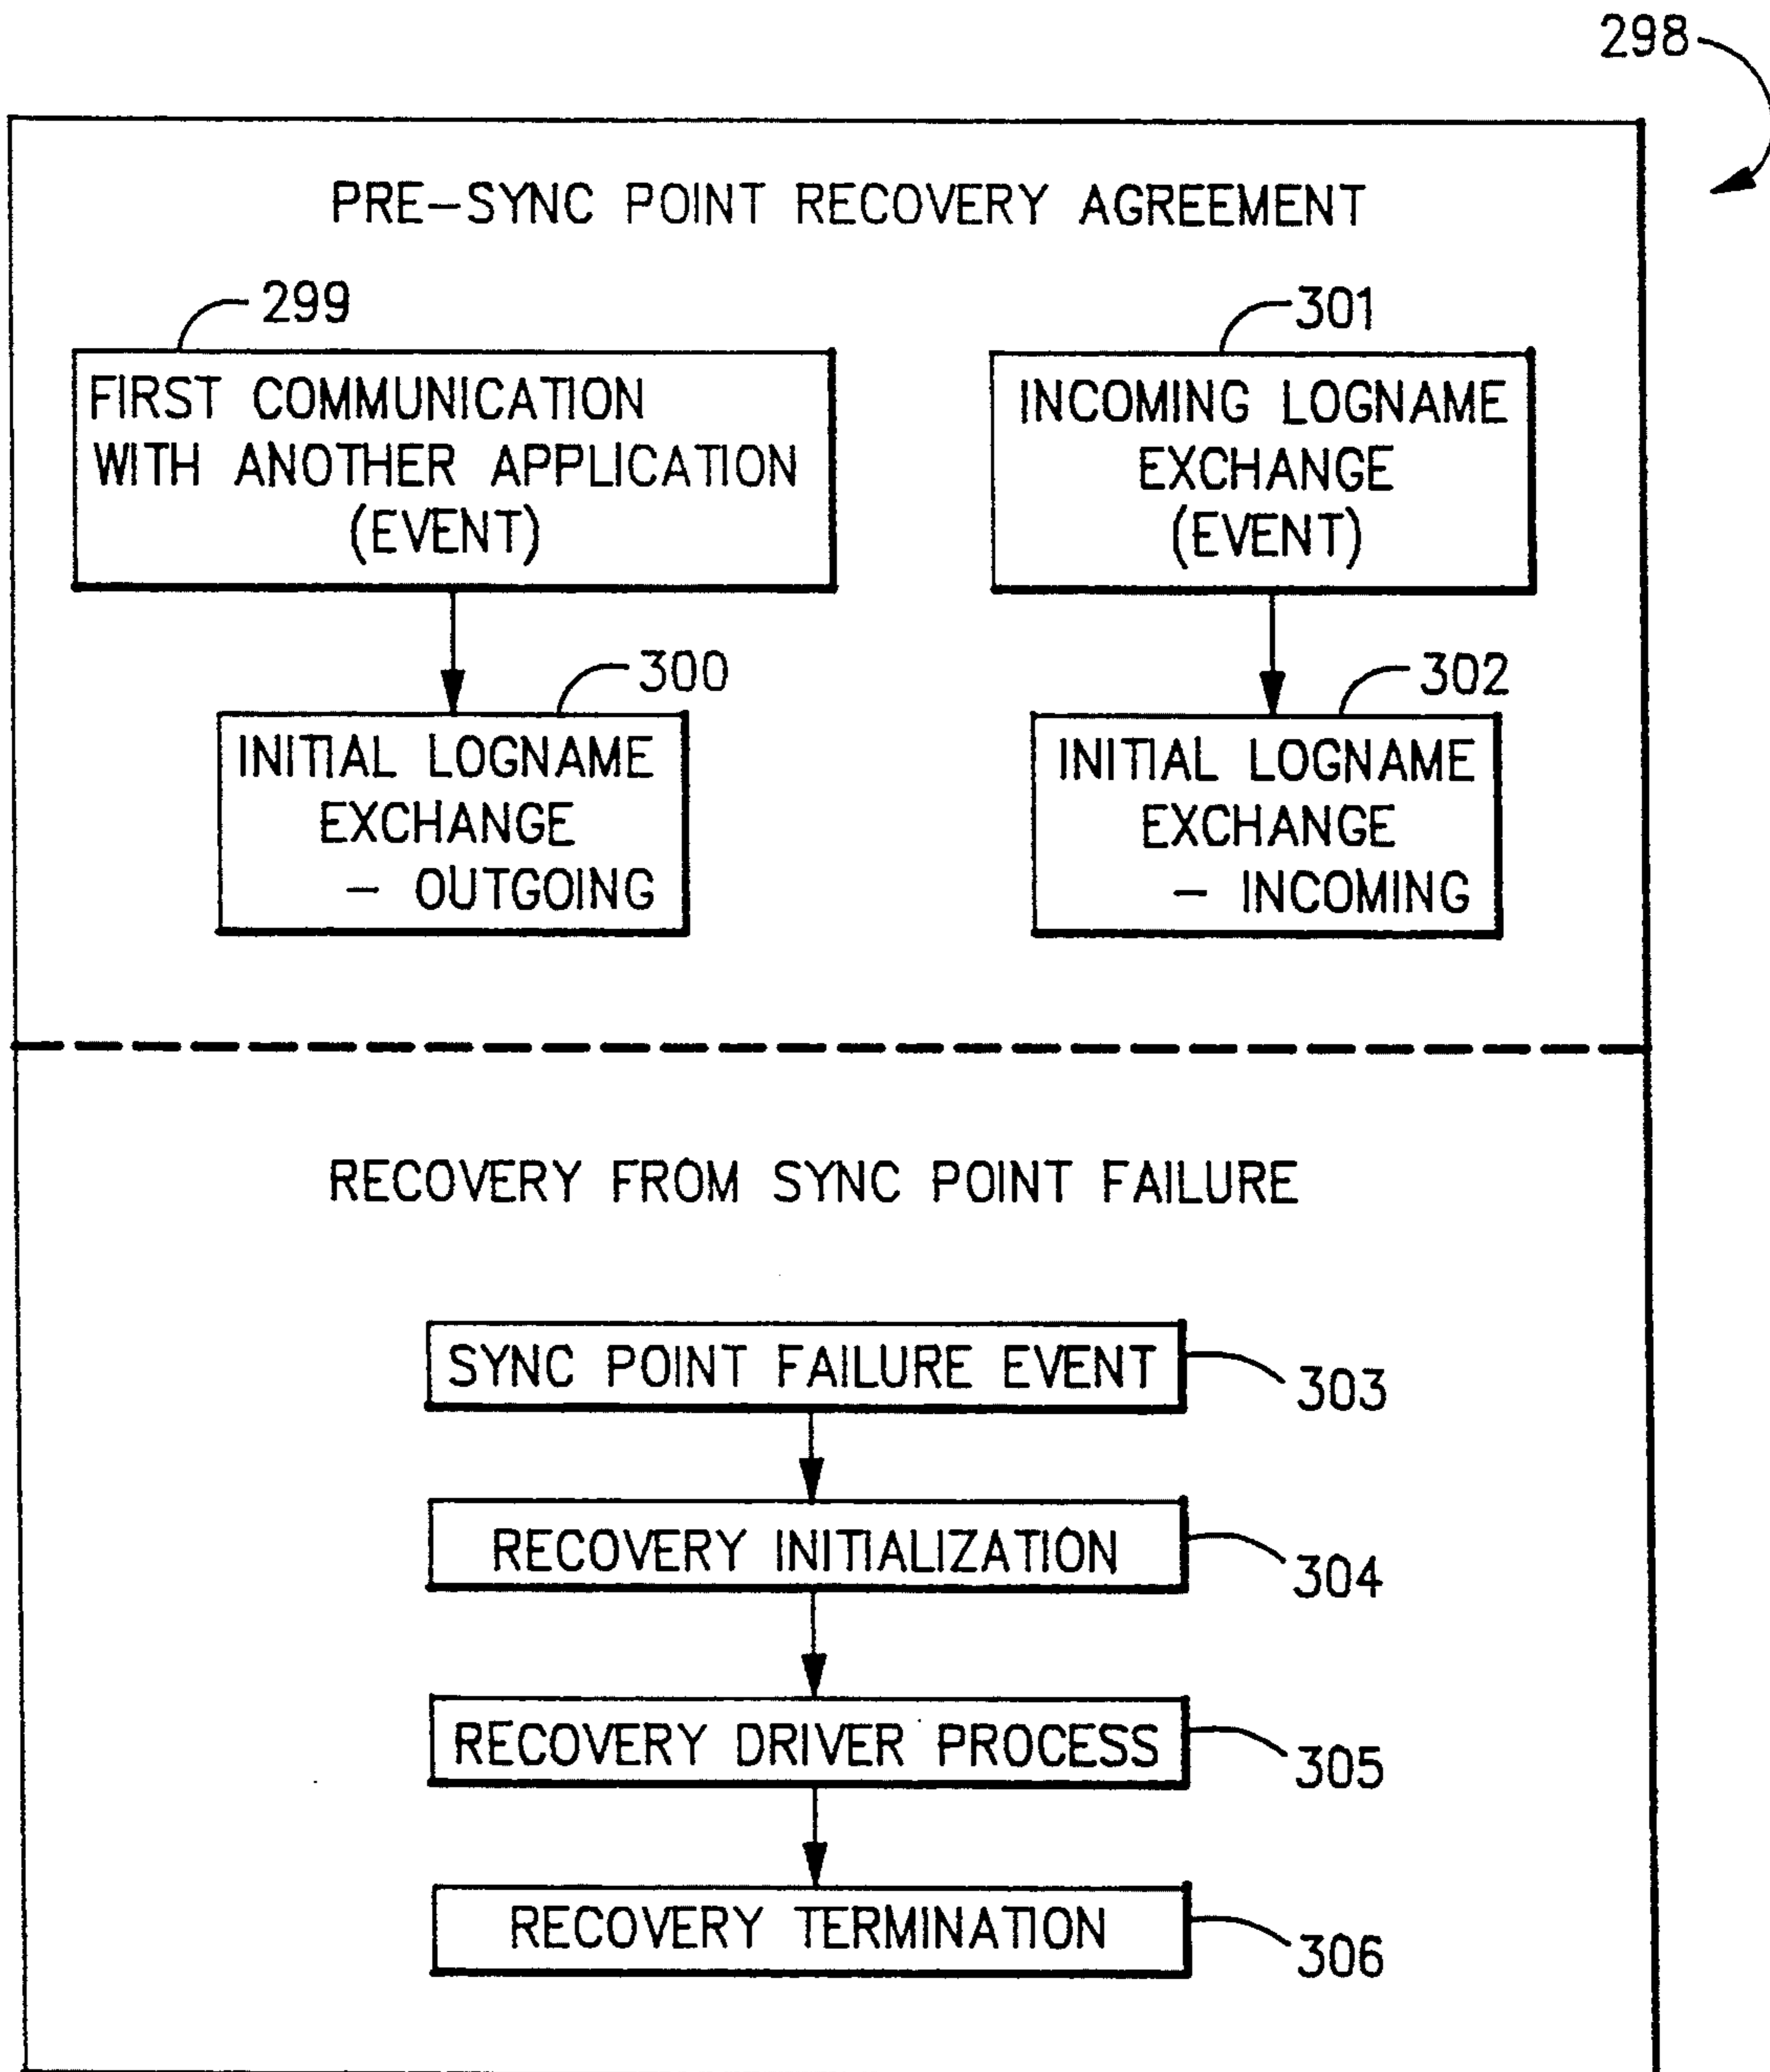 298
PRE-SYNC POINT RECOVERY AGREEMENT
299
FIRST COMMUNICATION
WITH ANOTHER APPLICATION
(EVENT)
301
INCOMING LOGNAME
EXCHANGE
(EVENT)
300
INITIAL LOGNAME
EXCHANGE
- OUTGOING
302
INITIAL LOGNAME
EXCHANGE
- INCOMING
RECOVERY FROM SYNC POINT FAILURE
SYNC POINT FAILURE EVENT
303
RECOVERY INITIALIZATION
304
RECOVERY DRIVER PROCESS
305
RECOVERY TERMINATION
306